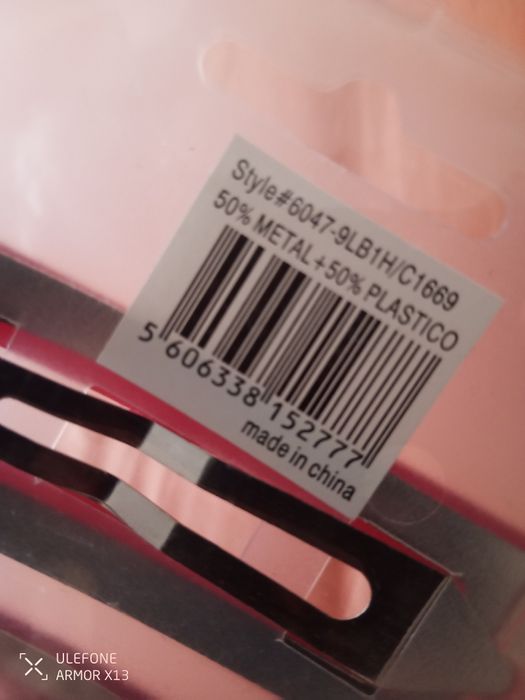 Style#6047-9LB1H/C1669
50% METAL+50% PLASTICO
5 606338 152777
made in china
ULEFONE
ARMOR X13